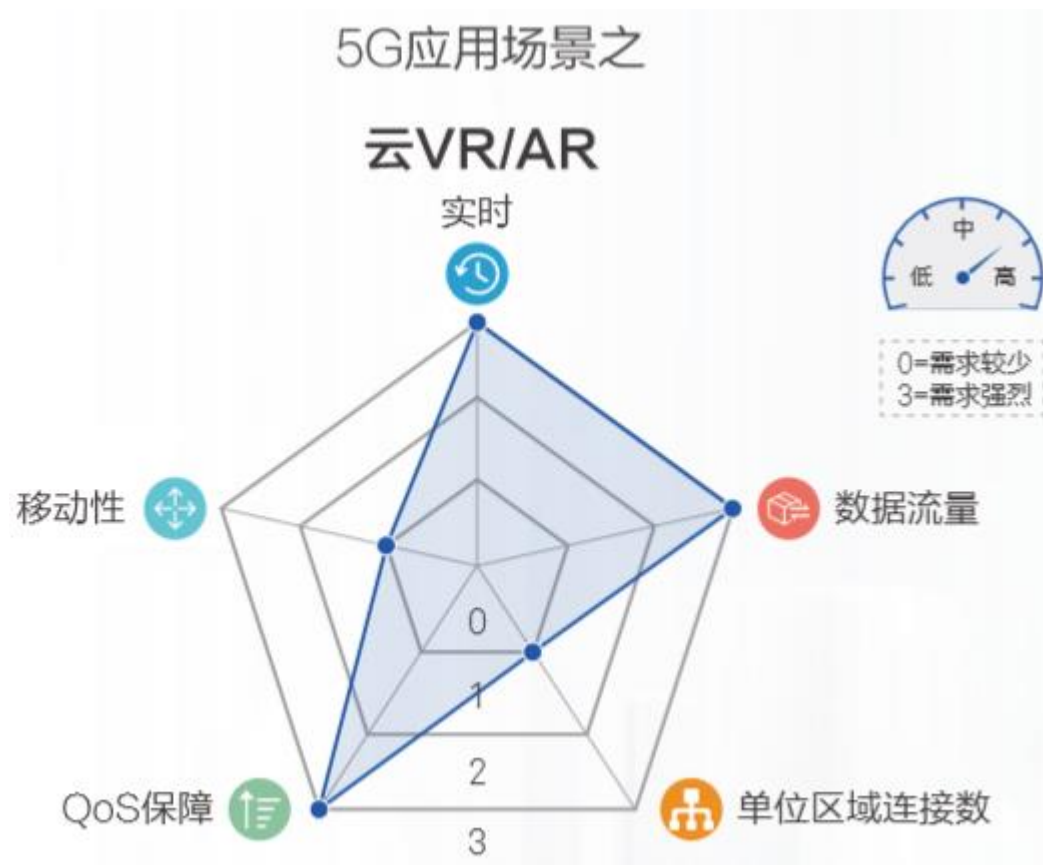 5G应用场景之
云VR/AR
实时
中
低
高
0=需求较少
3=需求强烈
移动性
数据流量
0
1
2
3
QoS保障
单位区域连接数